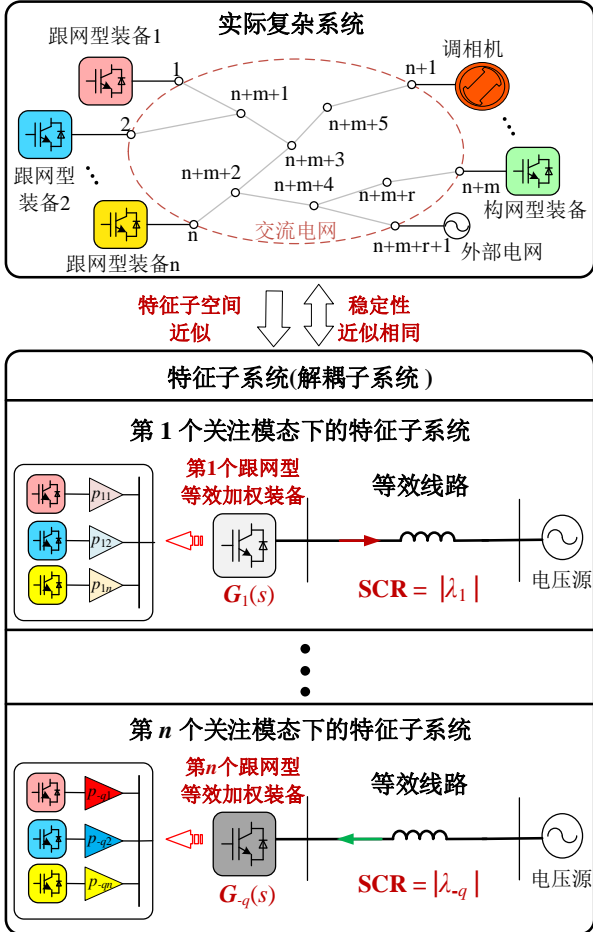 实际复杂系统
跟网型装备1
1
n+1
调相机
n+m+1
n+m+5
2
跟网型
装备2
n+m+3
n+m+2
n+m+4
n+m+r
n+m
构网型装备
n
交流电网
n+m+r+1
外部电网
跟网型装备n
特征子空间
近似
稳定性
近似相同
特征子系统(解耦子系统)
第 1 个关注模态下的特征子系统
p11
p12
p1n
第1个跟网型
等效加权装备
G1(s)
等效线路
SCR = |λ1|
电压源
第 n 个关注模态下的特征子系统
p-q1
p-q2
p-qn
第n个跟网型
等效加权装备
G-q(s)
等效线路
SCR = |λ-q|
电压源